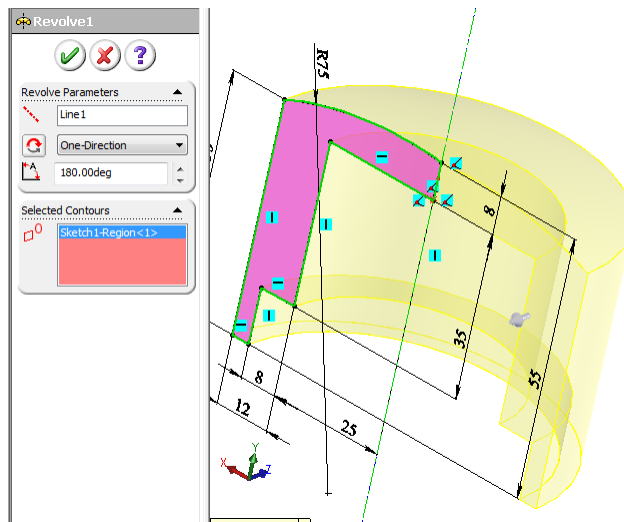 Revolve1
Revolve Parameters
Line1
One-Direction
180.00deg
Selected Contours
Sketch1-Region<1>
R75
8
35
55
8
12
25
X
Y
Z